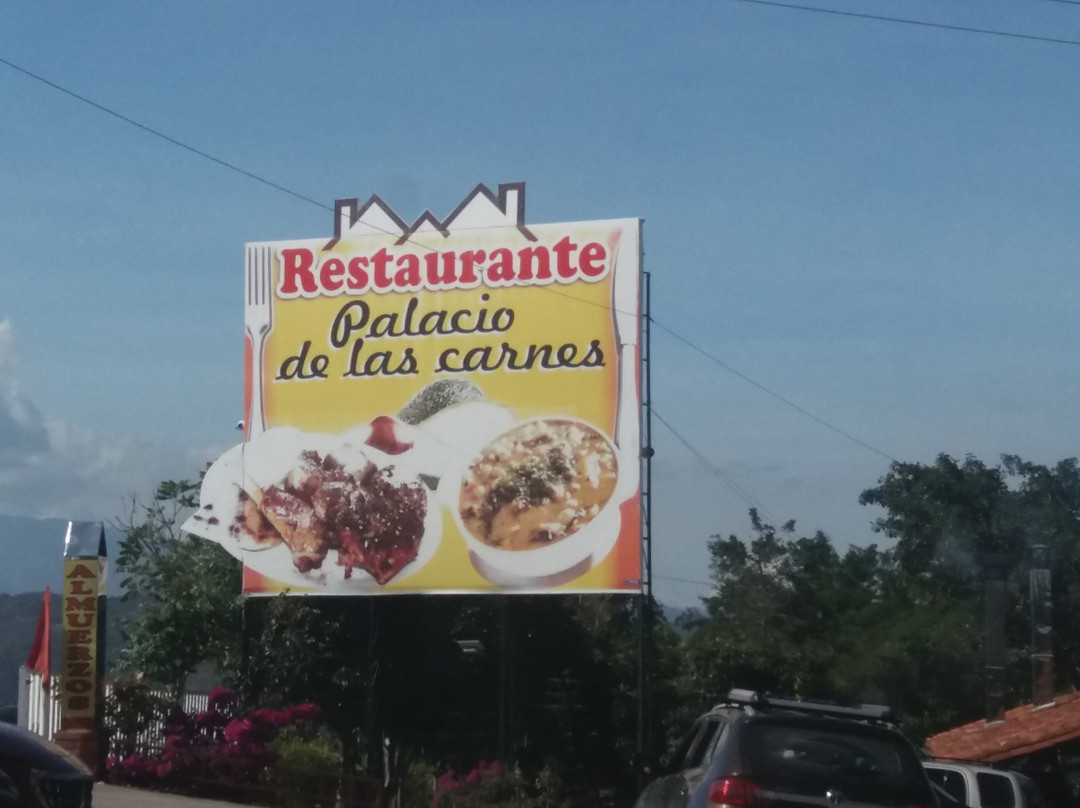 Restaurante
Palacio
de las carnes
ALMUERZOS